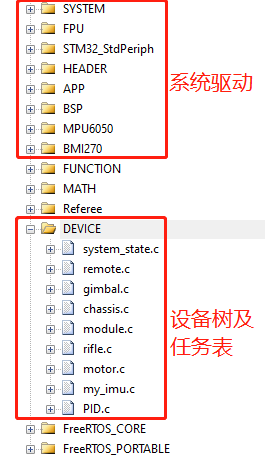 SYSTEM
FPU
STM32_StdPeriph
HEADER
系统驱动
APP
BSP
MPU6050
BMI270
FUNCTION
MATH
Referee
DEVICE
system_state.c
remote.c
gimbal.c
chassis.c
设备树及
module.c
任务表
rifle.c
motor.c
my_imu.c
PID.c
FreeRTOS_CORE
FreeRTOS_PORTABLE